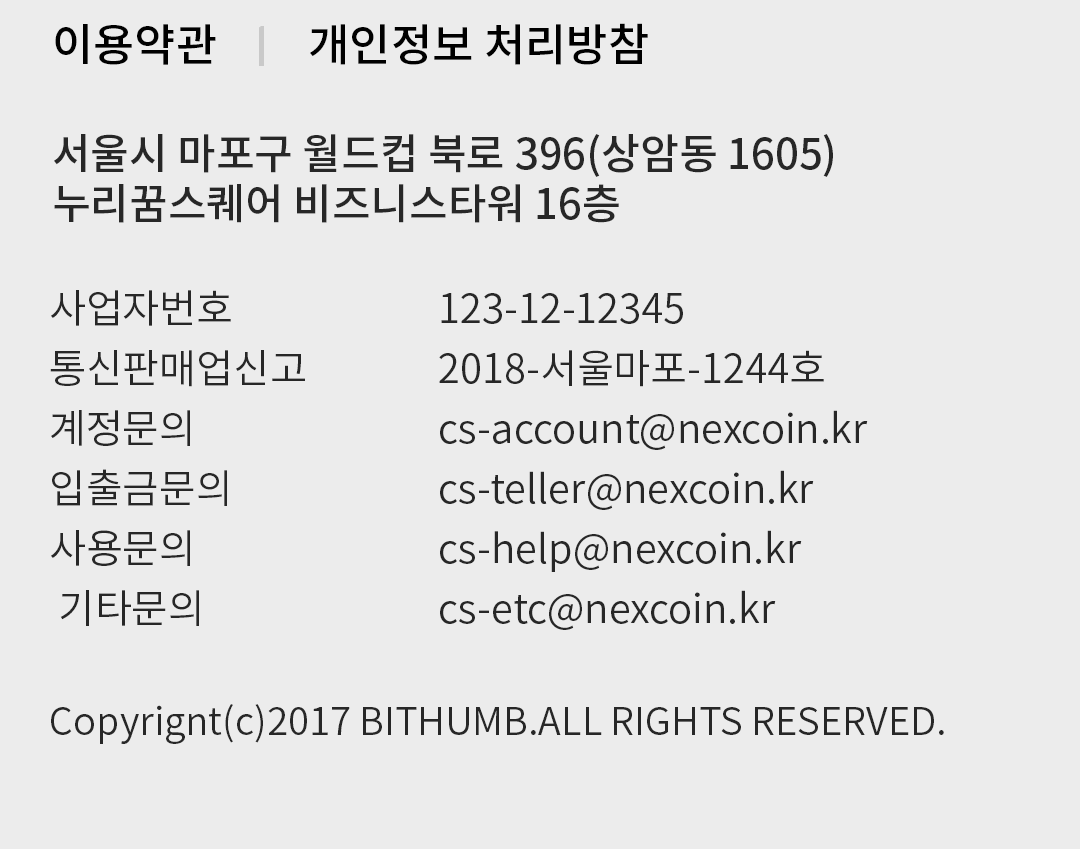 이용약관 | 개인정보 처리방참
서울시 마포구 월드컵 북로 396(상암동 1605)
누리꿈스퀘어 비즈니스타워 16층
사업자번호 123-12-12345
통신판매업신고 2018-서울마포-1244호
계정문의 cs-account@nexcoin.kr
입출금문의 cs-teller@nexcoin.kr
사용문의 cs-help@nexcoin.kr
기타문의 cs-etc@nexcoin.kr
Copyrignt(c)2017 BITHUMB.ALL RIGHTS RESERVED.